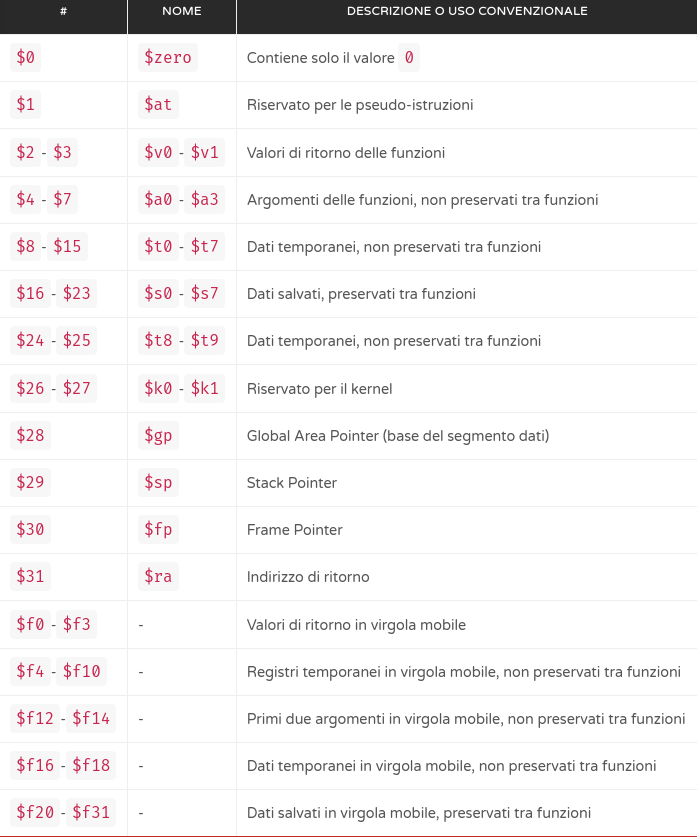 # NOME DESCRIZIONE O USO CONVENZIONALE
$0 $zero Contiene solo il valore 0
$1 $at Riservato per le pseudo-istruzioni
$2 - $3 $v0 - $v1 Valori di ritorno delle funzioni
$4 - $7 $a0 - $a3 Argomenti delle funzioni, non preservati tra funzioni
$8 - $15 $t0 - $t7 Dati temporanei, non preservati tra funzioni
$16 - $23 $s0 - $s7 Dati salvati, preservati tra funzioni
$24 - $25 $t8 - $t9 Dati temporanei, non preservati tra funzioni
$26 - $27 $k0 - $k1 Riservato per il kernel
$28 $gp Global Area Pointer (base del segmento dati)
$29 $sp Stack Pointer
$30 $fp Frame Pointer
$31 $ra Indirizzo di ritorno
$f0 - $f3 - Valori di ritorno in virgola mobile
$f4 - $f10 - Registri temporanei in virgola mobile, non preservati tra funzioni
$f12 - $f14 - Primi due argomenti in virgola mobile, non preservati tra funzioni
$f16 - $f18 - Dati temporanei in virgola mobile, non preservati tra funzioni
$f20 - $f31 - Dati salvati in virgola mobile, preservati tra funzioni